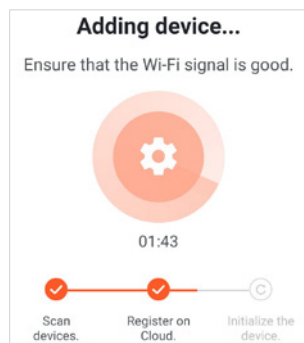 Adding device...
Ensure that the Wi-Fi signal is good.
01:43
Scan
devices.
Register on
Cloud.
Initialize the
device.